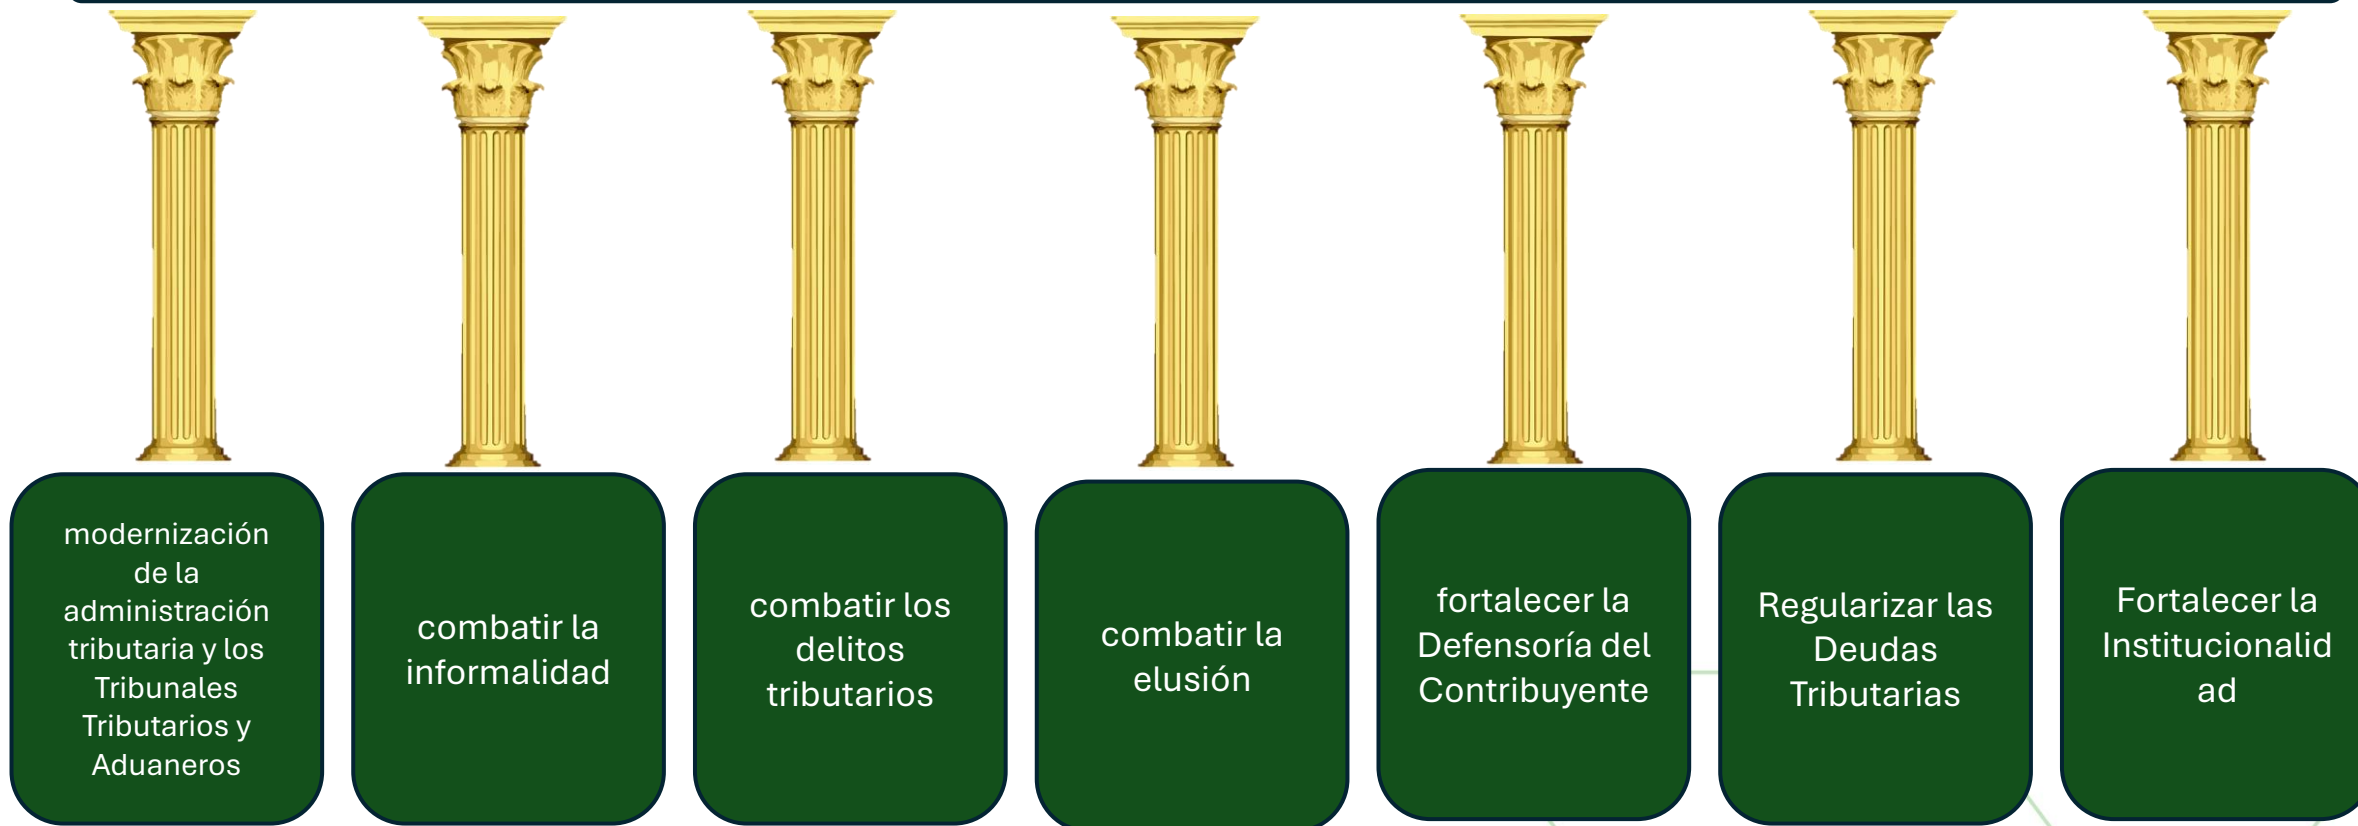 modernización
de la
administración
tributaria y los
Tribunales
Tributarios y
Aduaneros
combatir la
informalidad
combatir los
delitos
tributarios
combatir la
elusión
fortalecer la
Defensoría del
Contribuyente
Regularizar las
Deudas
Tributarias
Fortalecer la
Institucionalid
ad